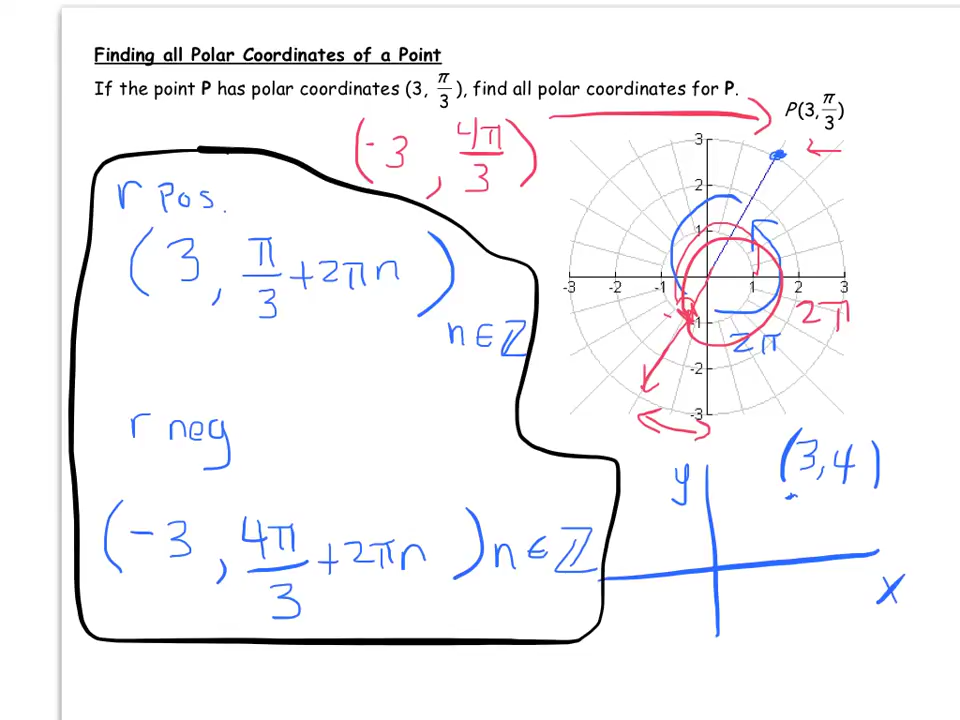 Finding all Polar Coordinates of a Point
If the point P has polar coordinates (3, π/3), find all polar coordinates for P.
P(3, π/3)
(-3, 4π/3)
r pos.
(3, π/3 + 2πn)
n ∈ ℤ
r neg
(-3, 4π/3 + 2πn) n ∈ ℤ
3
2
1
-3 -2 -1 1 2 3
-1
-2
-3
2π
2π
(3,4)
y
x